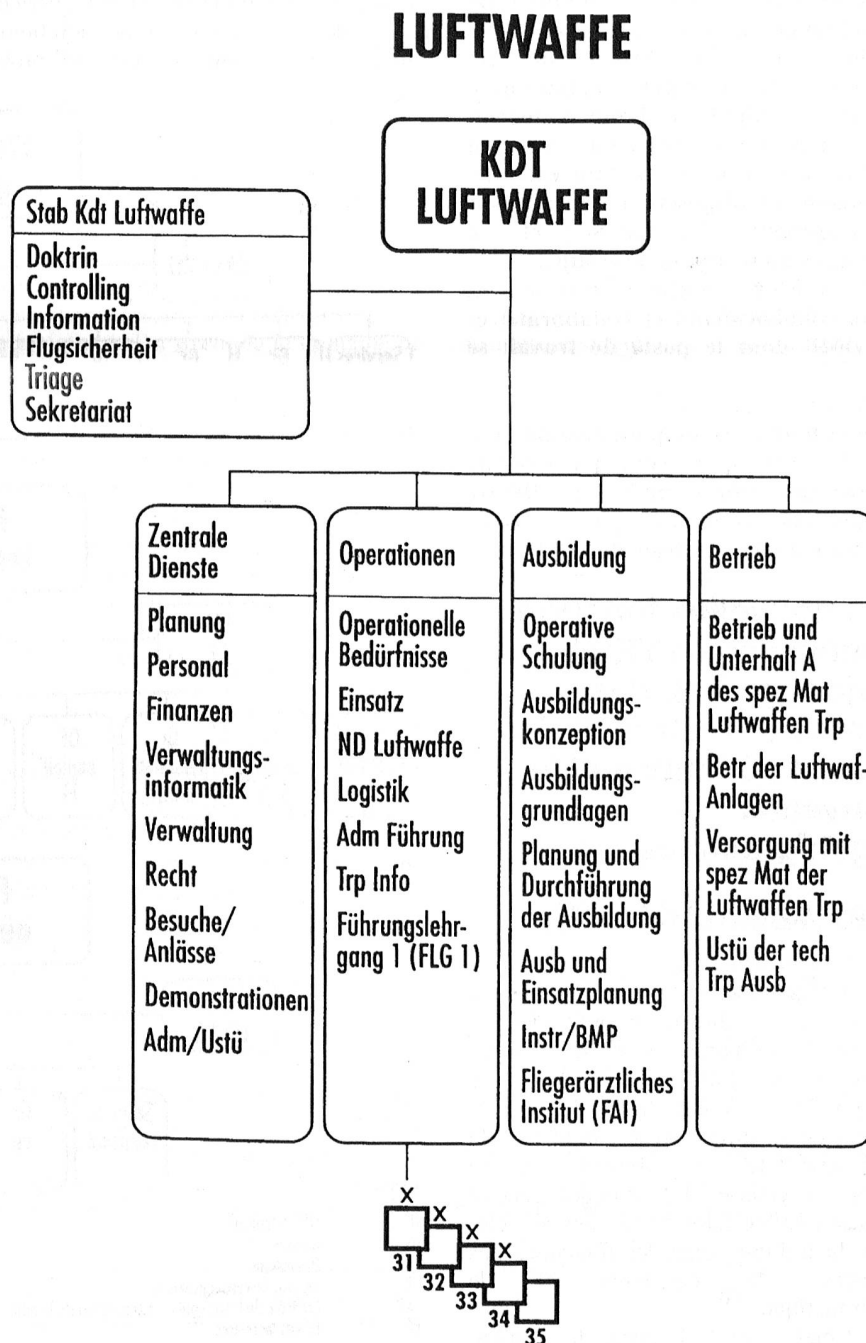 LUFTWAFFE
KDT
LUFTWAFFE
Stab Kdt Luftwaffe
Doktrin
Controlling
Information
Flugsicherheit
Triage
Sekretariat
Zentrale
Dienste
Planung
Personal
Finanzen
Verwaltungs-
informatik
Verwaltung
Recht
Besuche/
Anlässe
Demonstrationen
Adm/Ustü
Operationen
Operationelle
Bedürfnisse
Einsatz
ND Luftwaffe
Logistik
Adm Führung
Trp Info
Führungslehr-
gang 1 (FLG 1)
Ausbildung
Operative
Schulung
Ausbildungs-
konzeption
Ausbildungs-
grundlagen
Planung und
Durchführung
der Ausbildung
Ausb und
Einsatzplanung
Instr/BMP
Fliegerärztliches
Institut (FAI)
Betrieb
Betrieb und
Unterhalt A
des spez Mat
Luftwaffen Trp
Betr der Luftwaf-
Anlagen
Versorgung mit
spez Mat der
Luftwaffen Trp
Ustü der tech
Trp Ausb
x
x
x
x
31
32
33
34
35